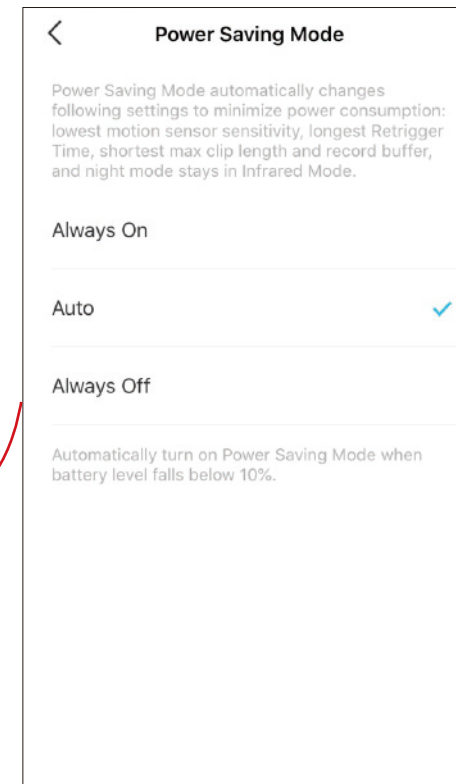 Power Saving Mode
Power Saving Mode automatically changes
following settings to minimize power consumption:
lowest motion sensor sensitivity, longest Retrigger
Time, shortest max clip length and record buffer,
and night mode stays in Infrared Mode.
Always On
Auto
Always Off
Automatically turn on Power Saving Mode when
battery level falls below 10%.